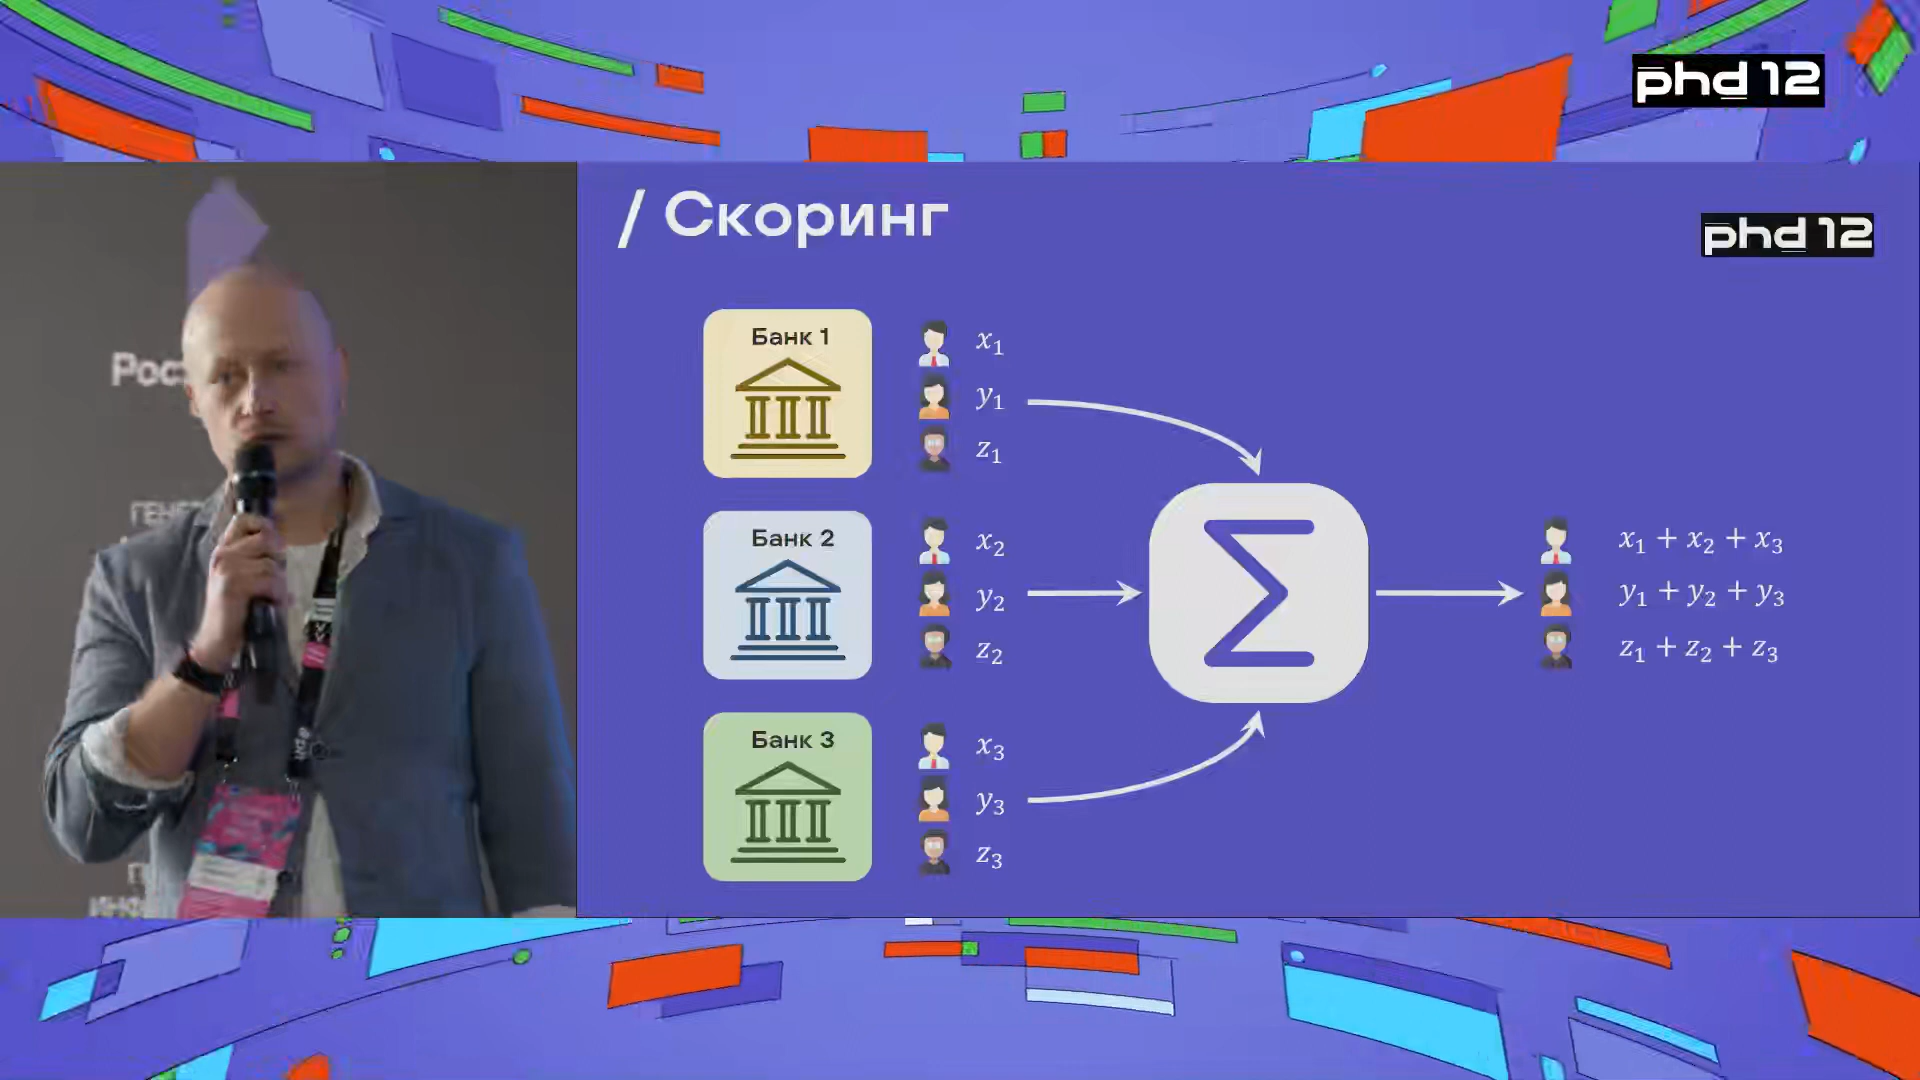 phd 12
/ Скоринг
phd 12
Банк 1
x₁
y₁
z₁
Банк 2
x₂
y₂
z₂
Банк 3
x₃
y₃
z₃
Σ
x₁ + x₂ + x₃
y₁ + y₂ + y₃
z₁ + z₂ + z₃